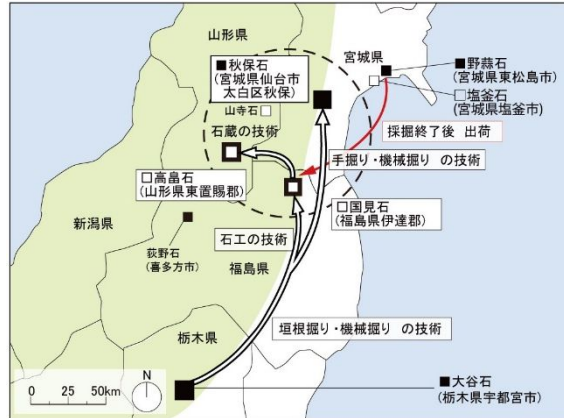 山形県
宮城県
■秋保石
(宮城県仙台市
太白区秋保)
■野蒜石
(宮城県東松島市)
□塩釜石
(宮城県塩釜市)
山寺石□
石蔵の技術
採掘終了後 出荷
手掘り・機械掘り の技術
□高畠石
(山形県東置賜郡)
□国見石
(福島県伊達郡)
新潟県
荻野石
(喜多方市)
石工の技術
福島県
垣根掘り・機械掘り の技術
栃木県
N
0 25 50km
■大谷石
(栃木県宇都宮市)